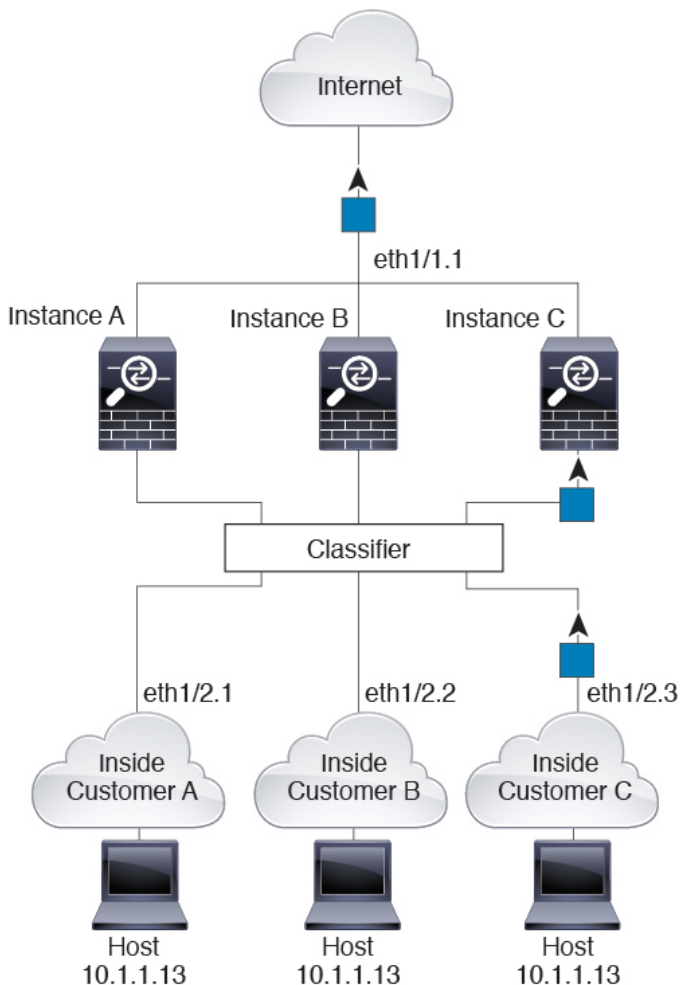 Internet
eth1/1.1
Instance A
Instance B
Instance C
Classifier
eth1/2.1
eth1/2.2
eth1/2.3
Inside
Customer A
Inside
Customer B
Inside
Customer C
Host
10.1.1.13
Host
10.1.1.13
Host
10.1.1.13